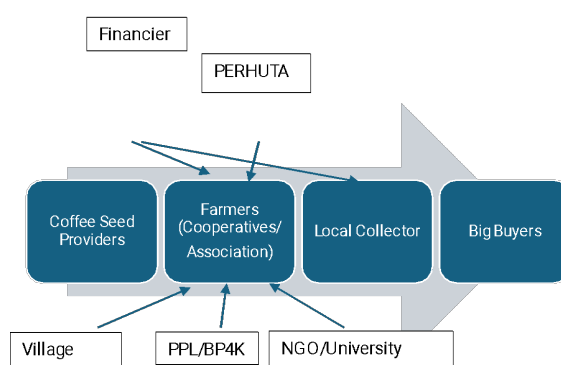 Financier
PERHUTA
Coffee Seed
Providers
Farmers
(Cooperatives/
Association)
Local Collector
Big Buyers
Village
PPL/BP4K
NGO/University